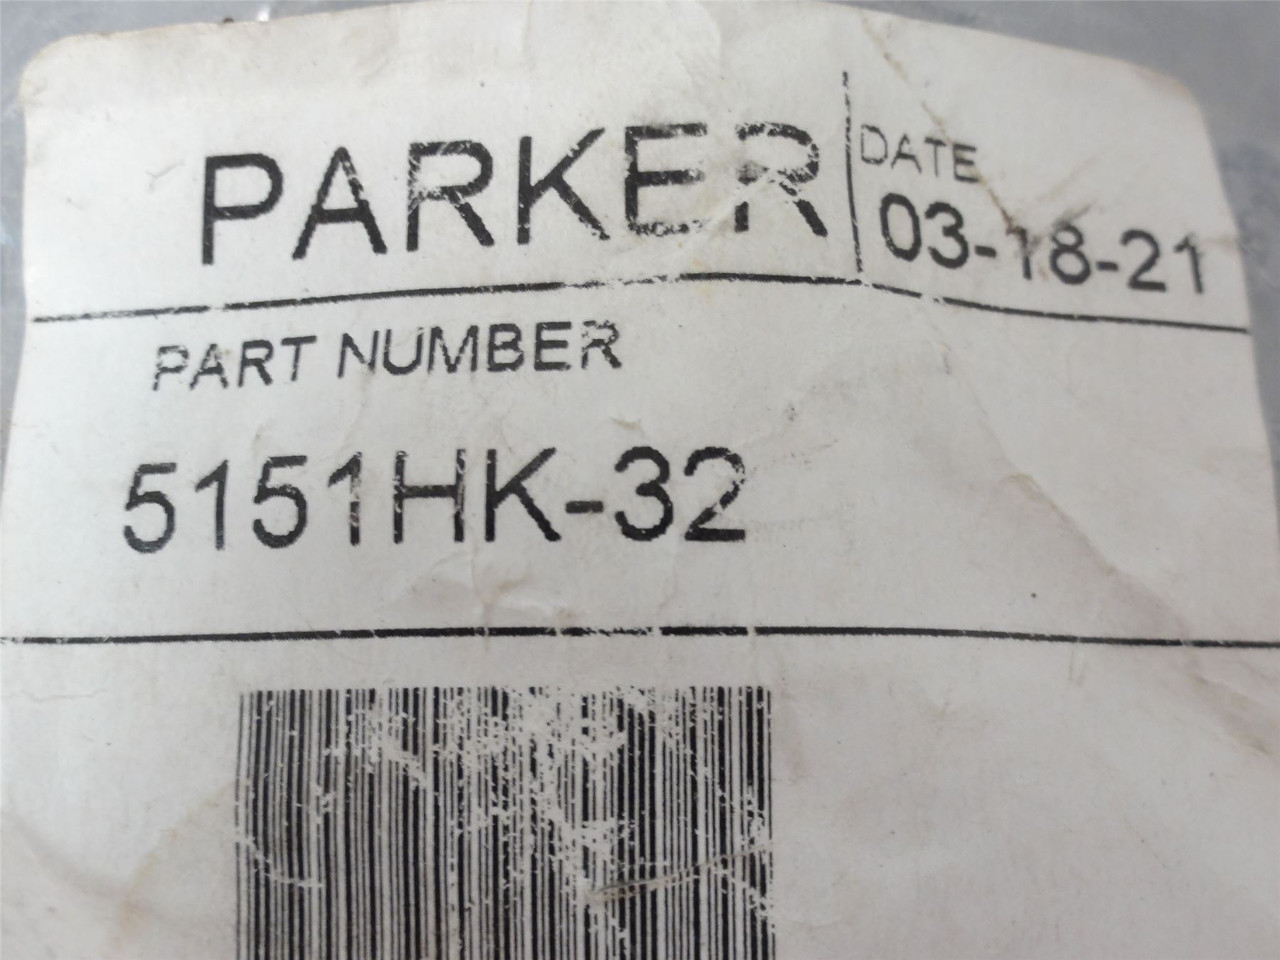 PARKER
DATE
03-18-21
PART NUMBER
5151HK-32